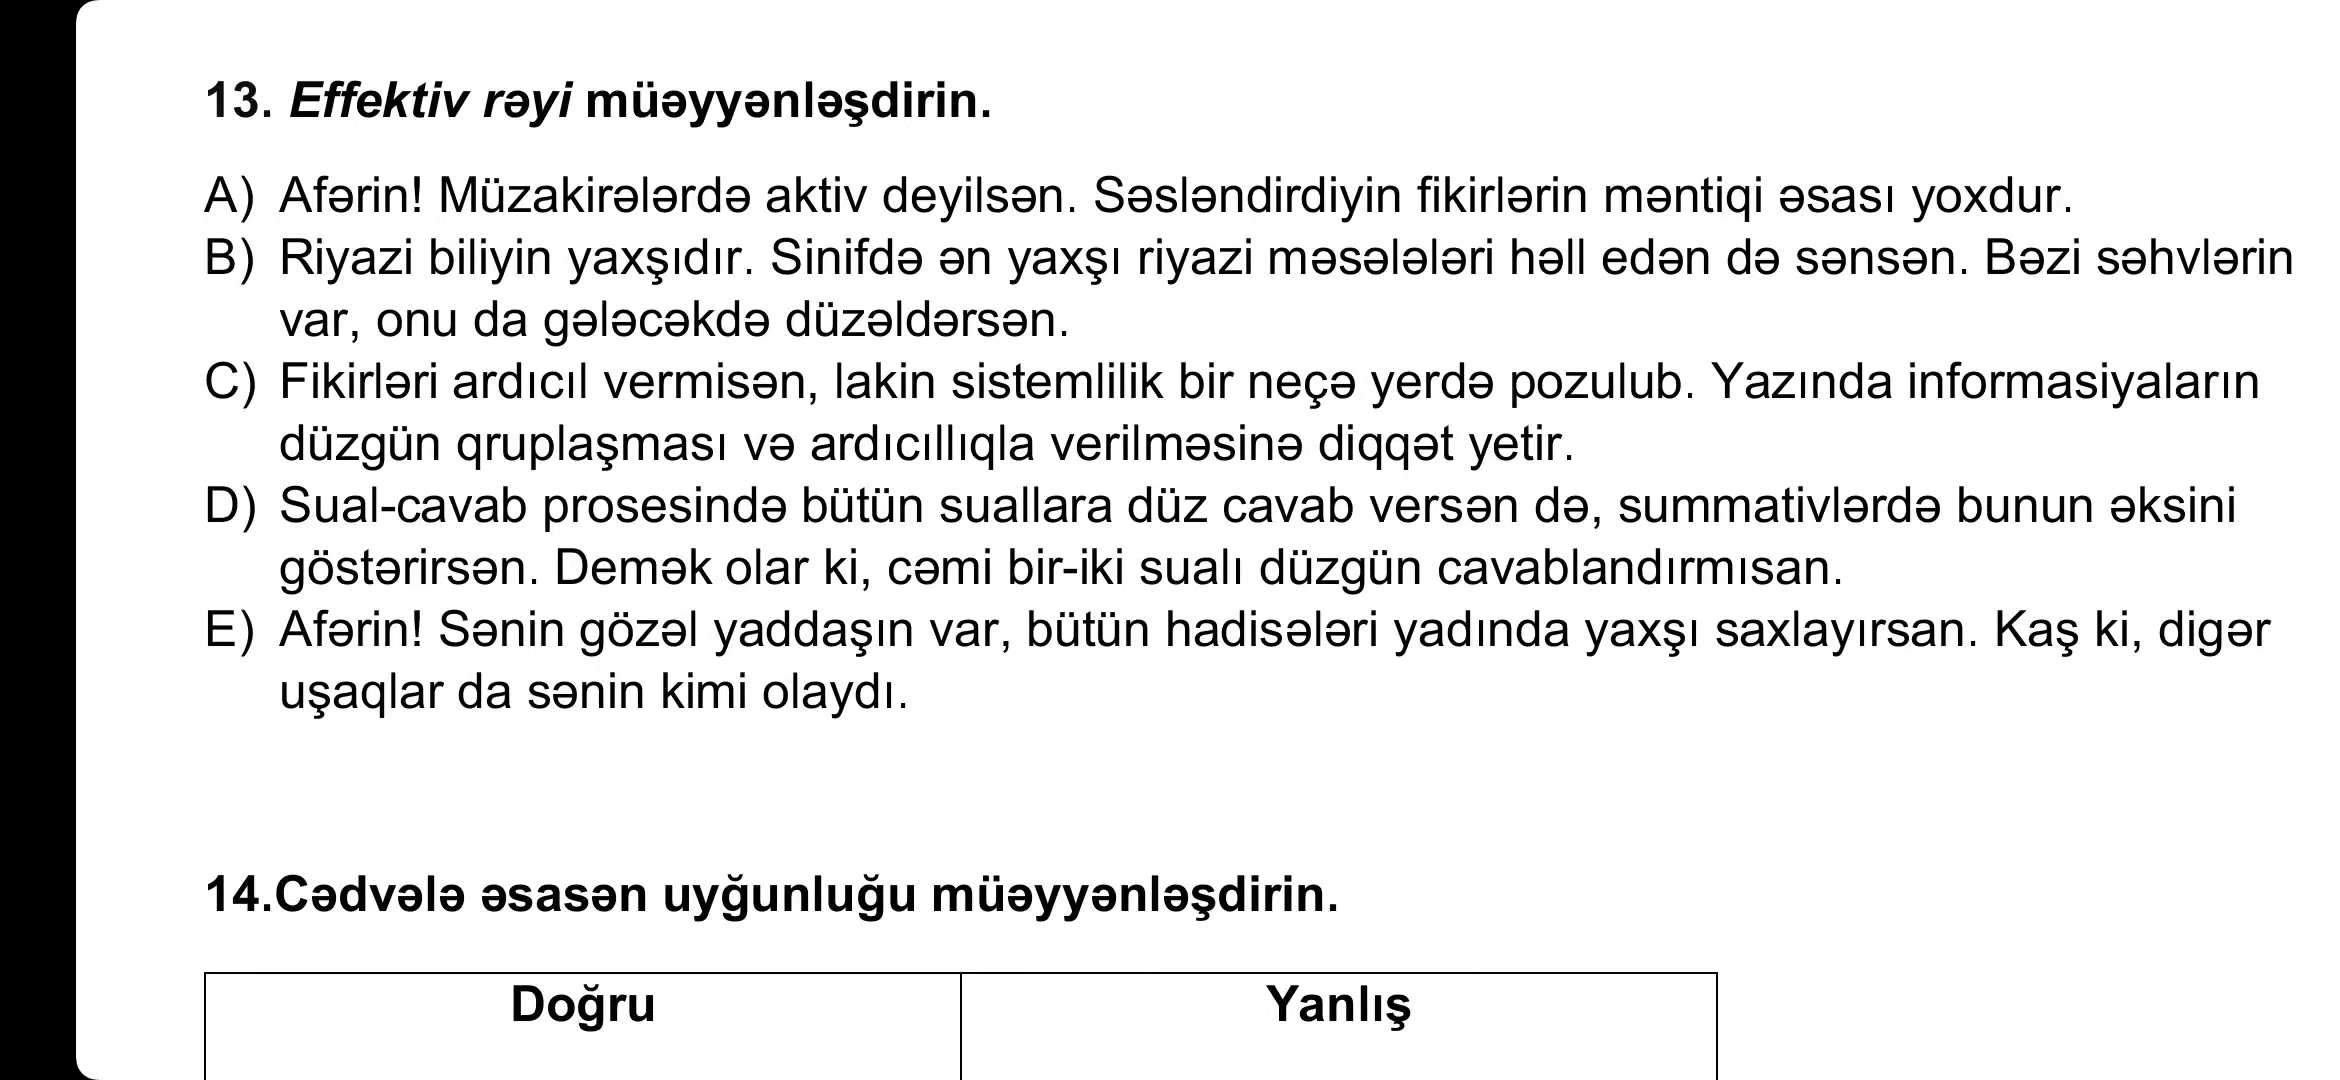 13. Effektiv rəyi müəyyənləşdirin.
A) Afərin! Müzakirələrdə aktiv deyilsən. Səsləndirdiyin fikirlərin məntiqi əsası yoxdur.
B) Riyazi biliyin yaxşıdır. Sinifdə ən yaxşı riyazi məsələləri həll edən də sənsən. Bəzi səhvlərin
var, onu da gələcəkdə düzəldərsən.
C) Fikirləri ardıcıl vermisən, lakin sistemlilik bir neçə yerdə pozulub. Yazında informasiyaların
düzgün qruplaşması və ardıcıllıqla verilməsinə diqqət yetir.
D) Sual-cavab prosesində bütün suallara düz cavab versən də, summativlərdə bunun əksini
göstərirsən. Demək olar ki, cəmi bir-iki sualı düzgün cavablandırmısan.
E) Afərin! Sənin gözəl yaddaşın var, bütün hadisələri yadında yaxşı saxlayırsan. Kaş ki, digər
uşaqlar da sənin kimi olaydı.
14.Cədvələ əsasən uyğunluğu müəyyənləşdirin.
Doğru Yanlış